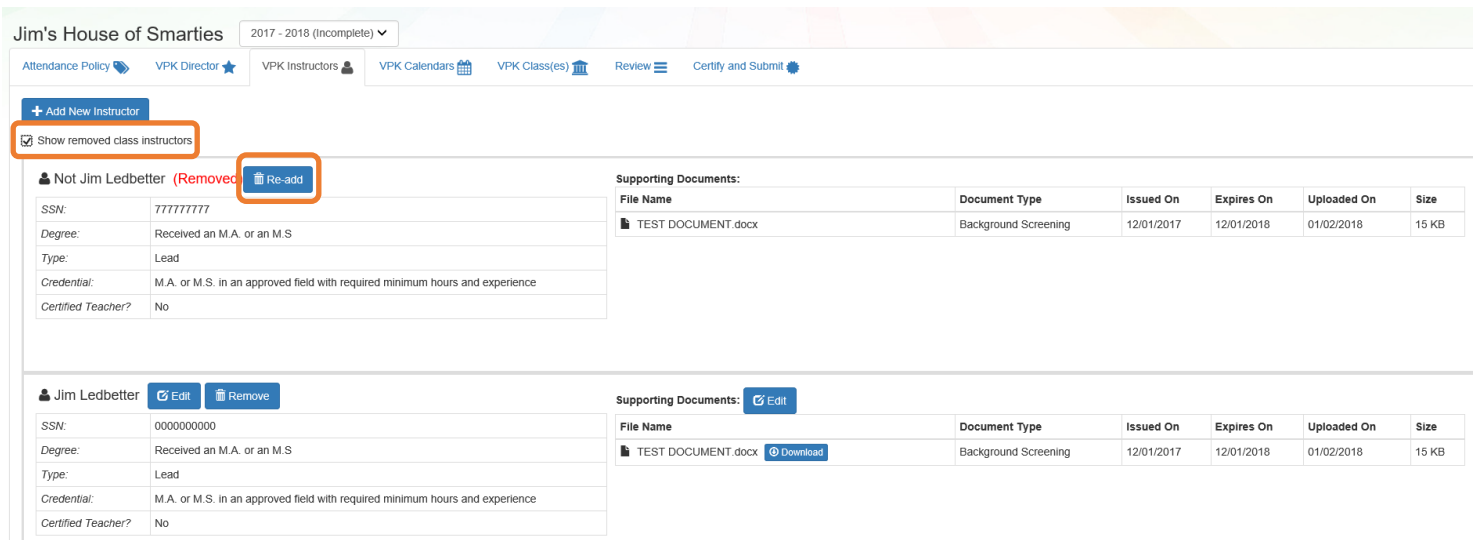 Jim's House of Smarties 2017 - 2018 (Incomplete)
Attendance Policy VPK Director VPK Instructors VPK Calendars VPK Class(es) Review Certify and Submit
+ Add New Instructor
Show removed class instructors
Not Jim Ledbetter (Removed) Re-add
Supporting Documents:
File Name Document Type Issued On Expires On Uploaded On Size
TEST DOCUMENT.docx Background Screening 12/01/2017 12/01/2018 01/02/2018 15 KB
SSN: 777777777
Degree: Received an M.A. or an M.S
Type: Lead
Credential: M.A. or M.S. in an approved field with required minimum hours and experience
Certified Teacher? No
Jim Ledbetter Edit Remove
Supporting Documents: Edit
File Name Document Type Issued On Expires On Uploaded On Size
TEST DOCUMENT.docx Download Background Screening 12/01/2017 12/01/2018 01/02/2018 15 KB
SSN: 0000000000
Degree: Received an M.A. or an M.S
Type: Lead
Credential: M.A. or M.S. in an approved field with required minimum hours and experience
Certified Teacher? No